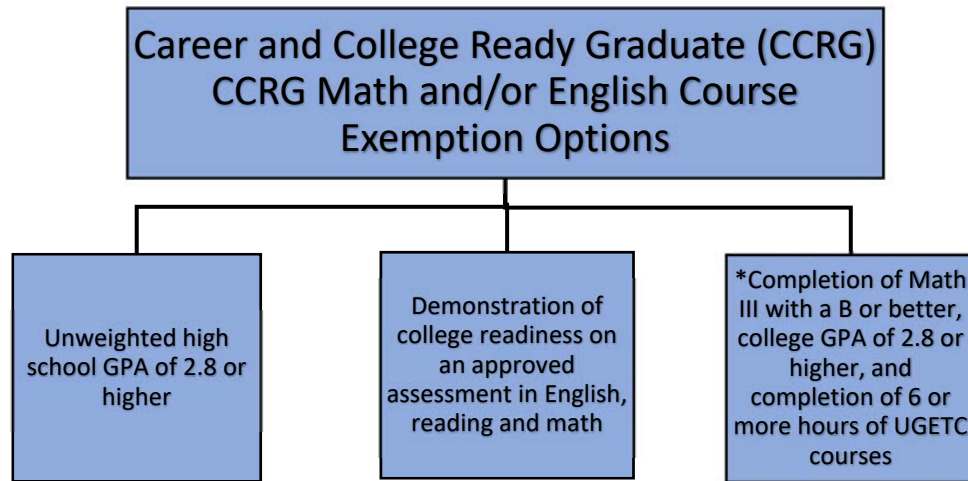 Career and College Ready Graduate (CCRG)
CCRG Math and/or English Course
Exemption Options
Unweighted high
school GPA of 2.8 or
higher
Demonstration of
college readiness on
an approved
assessment in English,
reading and math
*Completion of Math
III with a B or better,
college GPA of 2.8 or
higher, and
completion of 6 or
more hours of UGETC
courses